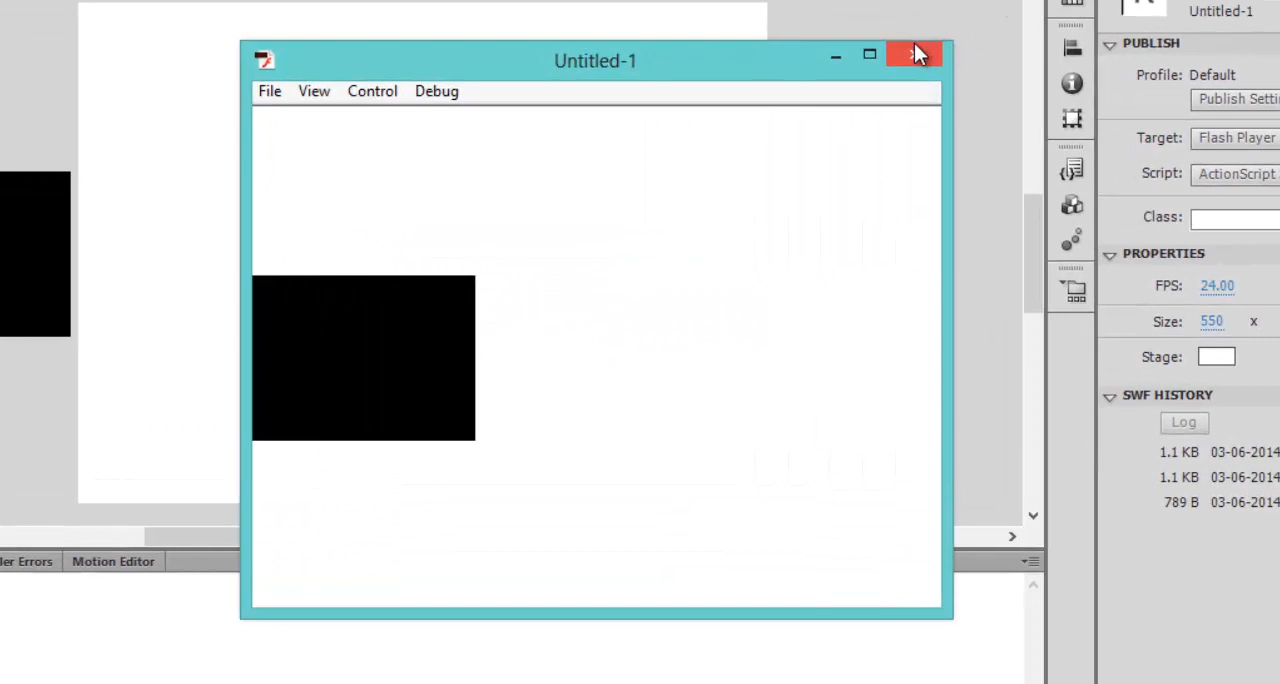 Untitled-1
Untitled-1
File View Control Debug
PUBLISH
Profile: Default
Publish
Target: Flash Player
Script: ActionScript
Class:
PROPERTIES
FPS: 24.00
Size: 550 x
Stage:
SWF HISTORY
Log
1.1 KB 03-06-2014
1.1 KB 03-06-2014
789 B 03-06-2014
Errors Motion Editor